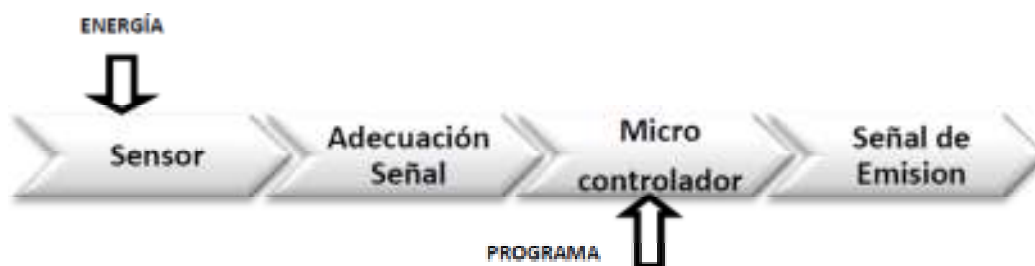 ENERGÍA
Sensor
Adecuación
Señal
Micro
controlador
Señal de
Emision
PROGRAMA